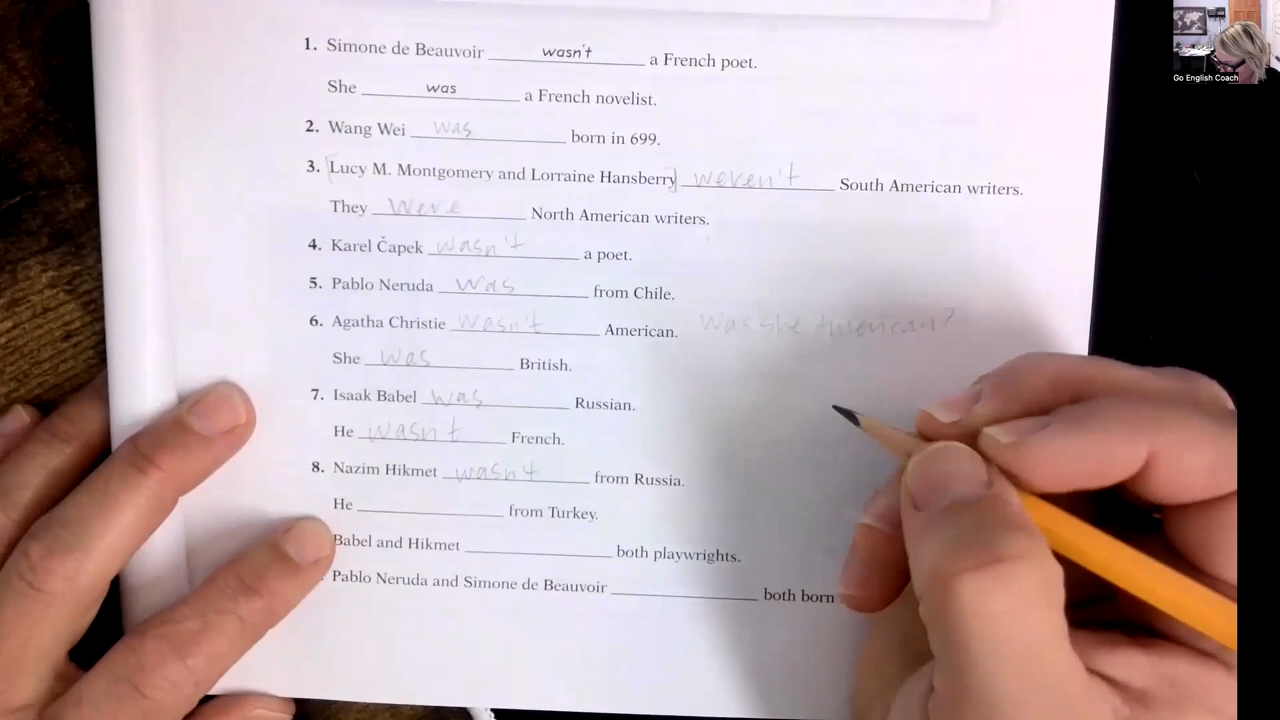 1. Simone de Beauvoir wasn't a French poet.
She was a French novelist.
2. Wang Wei was born in 699.
3. [Lucy M. Montgomery and Lorraine Hansberry] weren't South American writers.
They were North American writers.
4. Karel Čapek wasn't a poet.
5. Pablo Neruda was from Chile.
6. Agatha Christie wasn't American. Was she American?
She was British.
7. Isaak Babel was Russian.
He wasn't French.
8. Nazim Hikmet wasn't from Russia.
He ____ from Turkey.
Babel and Hikmet ____ both playwrights.
Pablo Neruda and Simone de Beauvoir ____ both born
Go English Coach